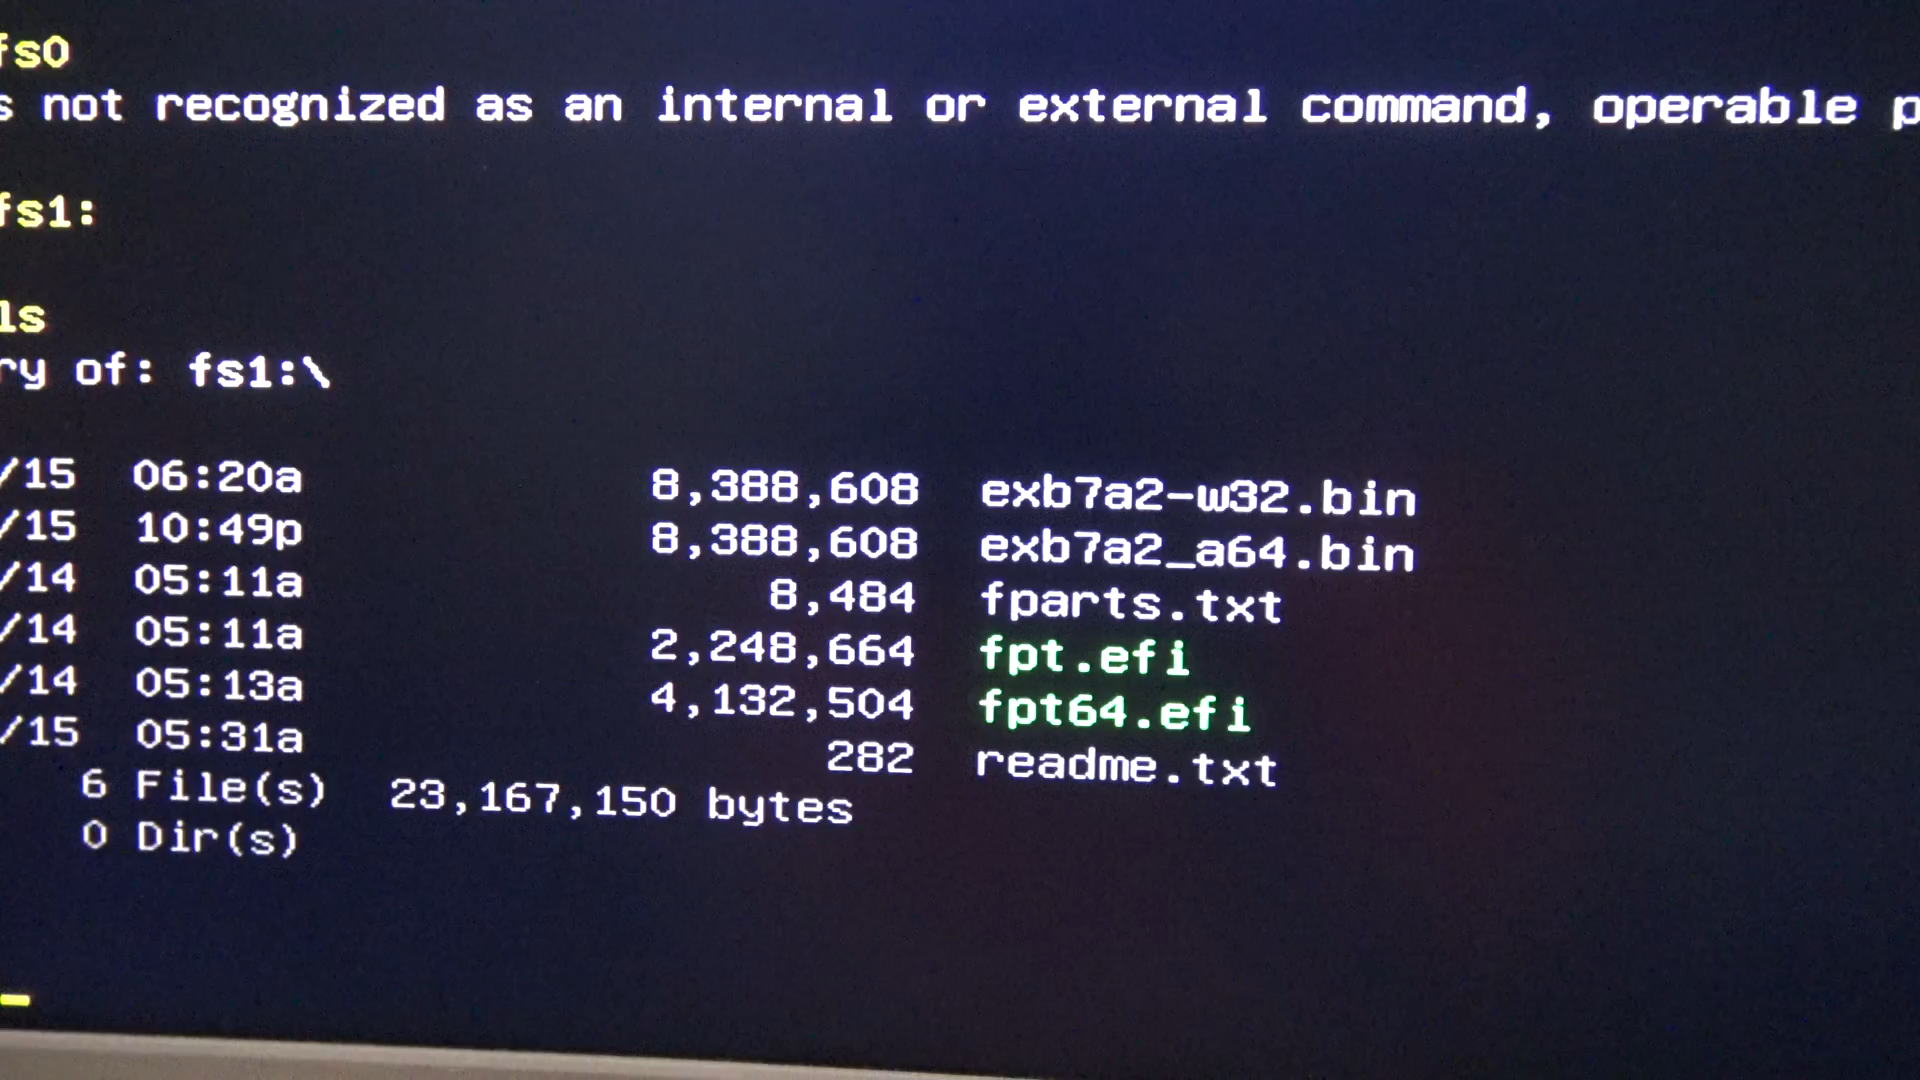 fs0
s not recognized as an internal or external command, operable p
fs1:
ls
ry of: fs1:\
/15 06:20a 8,388,608 exb7a2-w32.bin
/15 10:49p 8,388,608 exb7a2_a64.bin
/14 05:11a 8,484 fparts.txt
/14 05:11a 2,248,664 fpt.efi
/14 05:13a 4,132,504 fpt64.efi
/15 05:31a 282 readme.txt
6 File(s) 23,167,150 bytes
0 Dir(s)